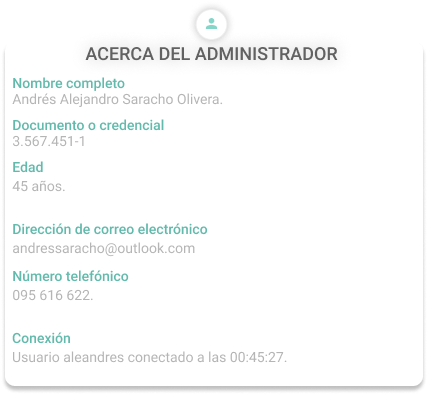 ACERCA DEL ADMINISTRADOR
Nombre completo
Andrés Alejandro Saracho Olivera.
Documento o credencial
3.567.451-1
Edad
45 años.
Dirección de correo electrónico
andressaracho@outlook.com
Número telefónico
095 616 622.
Conexión
Usuario aleandres conectado a las 00:45:27.